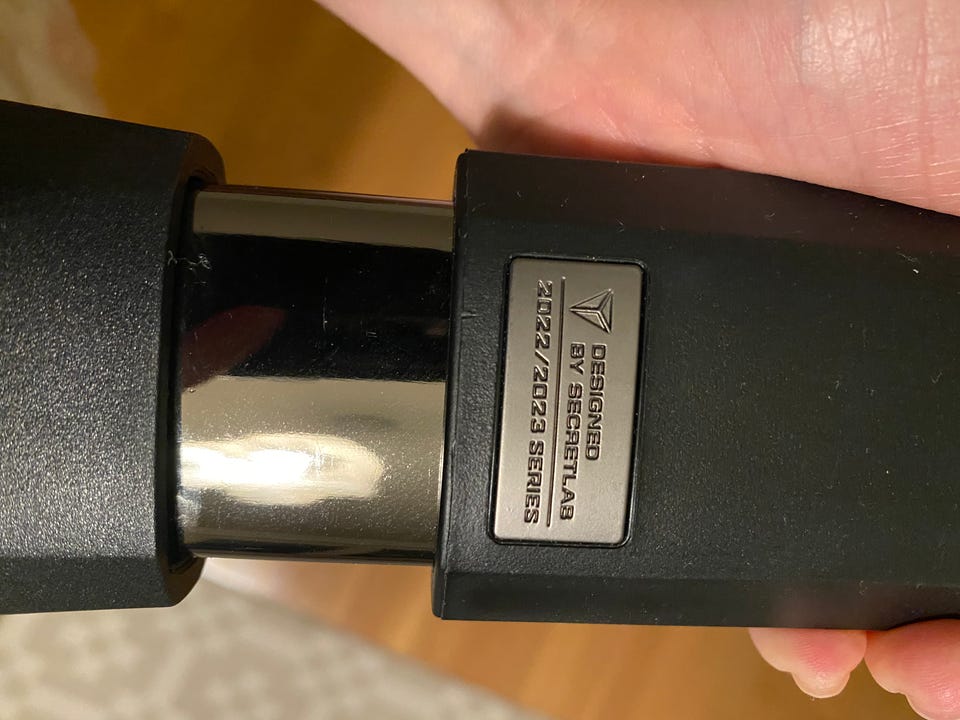 DESIGNED
BY SECRETLAB
2022/2023 SERIES